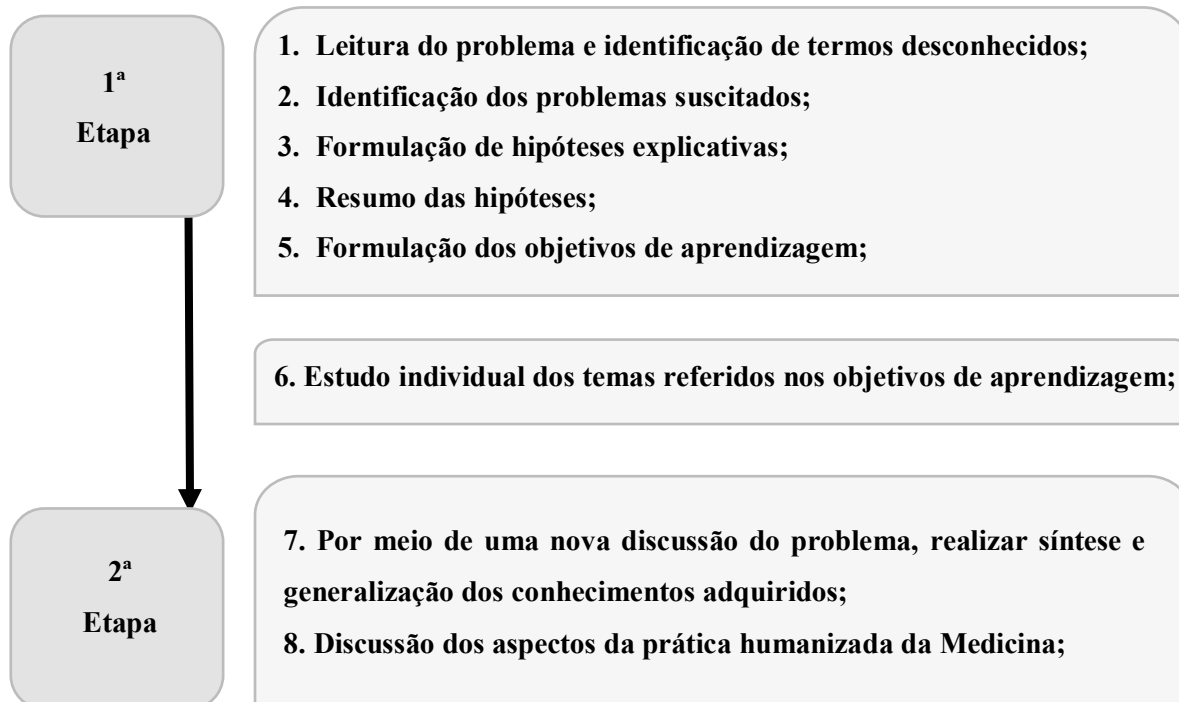 1ª
Etapa
1. Leitura do problema e identificação de termos desconhecidos;
2. Identificação dos problemas suscitados;
3. Formulação de hipóteses explicativas;
4. Resumo das hipóteses;
5. Formulação dos objetivos de aprendizagem;
6. Estudo individual dos temas referidos nos objetivos de aprendizagem;
2ª
Etapa
7. Por meio de uma nova discussão do problema, realizar síntese e
generalização dos conhecimentos adquiridos;
8. Discussão dos aspectos da prática humanizada da Medicina;